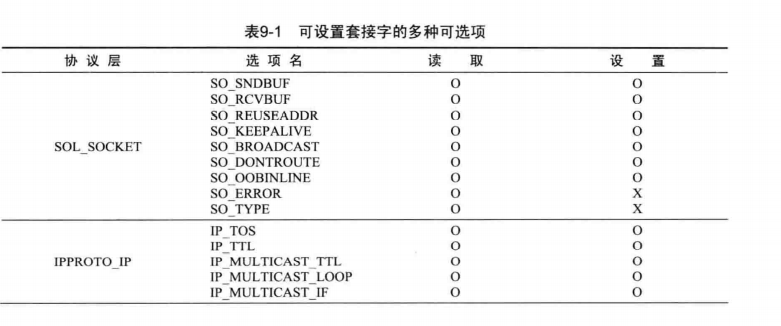 表9-1 可设置套接字的多种可选项
协 议 层 选 项 名 读 取 设 置
SO_SNDBUF O O
SO_RCVBUF O O
SO_REUSEADDR O O
SO_KEEPALIVE O O
SOL_SOCKET SO_BROADCAST O O
SO_DONTROUTE O O
SO_OOBINLINE O O
SO_ERROR O X
SO_TYPE O X
IP_TOS O O
IP_TTL O O
IPPROTO_IP IP_MULTICAST_TTL O O
IP_MULTICAST_LOOP O O
IP_MULTICAST_IF O O